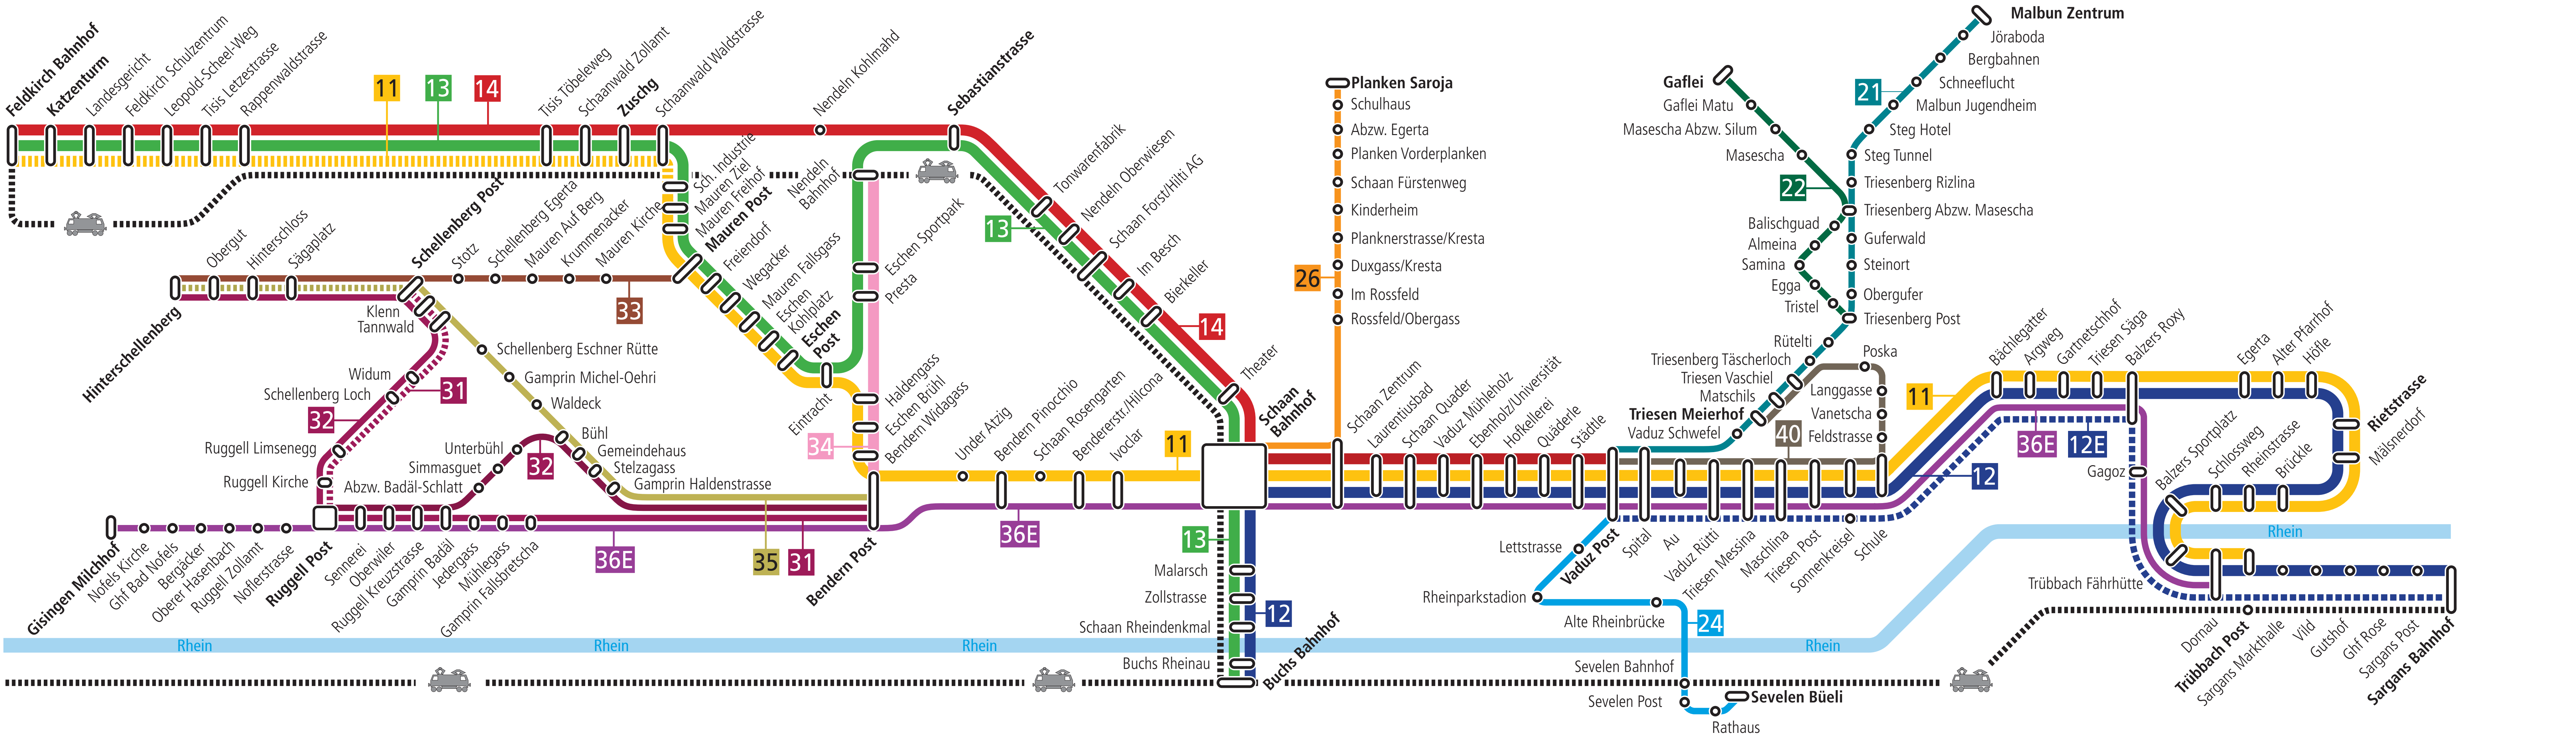 Feldkirch Bahnhof
Katzenturm
Landesgericht
Feldkirch Schulzentrum
Leopold-Scheel-Weg
Tisis Letzestrasse
Rappenwaldstrasse
11
13
14
Tisis Töbeleweg
Schaanwald Zollamt
Zuschg
Schaanwald Waldstrasse
Nendeln Kohlmahd
Sebastianstrasse
Sch. Industrie
Mauren Ziel
Mauren Freihof
Mauren Post
Freiendorf
Wegacker
Mauren Fallsgass
Eschen
Kohlplatz
Eschen
Post
Nendeln
Bahnhof
Eschen Sportpark
Presta
Tonwarenfabrik
Nendeln Oberwiesen
Schaan Forst/Hilti AG
Im Besch
Bierkeller
13
14
Theater
Schaan
Bahnhof
Obergut
Hinterschloss
Sägaplatz
Schellenberg Post
Stotz
Schellenberg Egerta
Mauren Auf Berg
Krummenacker
Mauren Kirche
33
Hinterschellenberg
Klenn
Tannwald
Widum
Schellenberg Loch
31
32
Ruggell Limsenegg
Ruggell Kirche
Schellenberg Eschner Rütte
Gamprin Michel-Oehri
Waldeck
Bühl
Gemeindehaus
Stelzagass
Gamprin Haldenstrasse
Unterbühl
Simmasguet
Abzw. Badäl-Schlatt
32
Eintracht
34
Haldengass
Eschen Brühl
Bendern Widagass
Under Atzig
Bendern Pinocchio
Schaan Rosengarten
Bendererstr./Hilcona
Ivoclar
11
36E
Gisingen Milchhof
Nofels Kirche
Ghf Bad Nofels
Bergäcker
Oberer Hasenbach
Ruggell Zollamt
Noflerstrasse
Ruggell Post
Sennerei
Oberwiler
Ruggell Kreuzstrasse
Gamprin Badäl
Jedergass
Mühlegass
Gamprin Fallsbretscha
36E
35
31
Bendern Post
Rhein
Rhein
Rhein
13
Malarsch
Zollstrasse
12
Schaan Rheindenkmal
Buchs Rheinau
Buchs Bahnhof
Planken Saroja
Schulhaus
Abzw. Egerta
Planken Vorderplanken
Schaan Fürstenweg
Kinderheim
Planknerstrasse/Kresta
Duxgass/Kresta
26
Im Rossfeld
Rossfeld/Obergass
Schaan Zentrum
Laurentiusbad
Schaan Quader
Vaduz Mühleholz
Ebenholz/Universität
Hofkellerei
Quäderle
Städtle
Malbun Zentrum
Jöraboda
Bergbahnen
Schneeflucht
21
Malbun Jugendheim
Steg Hotel
Steg Tunnel
Triesenberg Rizlina
Triesenberg Abzw. Masescha
Guferwald
Steinort
Obergufer
Triesenberg Post
Gaflei
Gaflei Matu
Masescha Abzw. Silum
Masescha
22
Balischguad
Almeina
Samina
Egga
Tristel
Rütelti
Triesenberg Täscherloch
Triesen Vaschiel
Matschils
Triesen Meierhof
Vaduz Schwefel
Poska
Langgasse
Vanetscha
Feldstrasse
40
Lettstrasse
Vaduz Post
Spital
Au
Vaduz Rütti
Triesen Messina
Maschlina
Triesen Post
Sonnenkreisel
Schule
Rheinparkstadion
Alte Rheinbrücke
24
Sevelen Bahnhof
Sevelen Post
Sevelen Büeli
Rathaus
Rhein
11
12
36E
12E
Bächlegatter
Argweg
Gartnetschhof
Triesen Säga
Balzers Roxy
Egerta
Alter Pfarrhof
Höfle
Rietstrasse
Mälsnerdorf
Gagoz
Balzers Sportplatz
Schlossweg
Rheinstrasse
Brückle
Rhein
Trübbach Fährhütte
Dornau
Trübbach Post
Sargans Markthalle
Vild
Gutshof
Ghf Rose
Sargans Post
Sargans Bahnhof